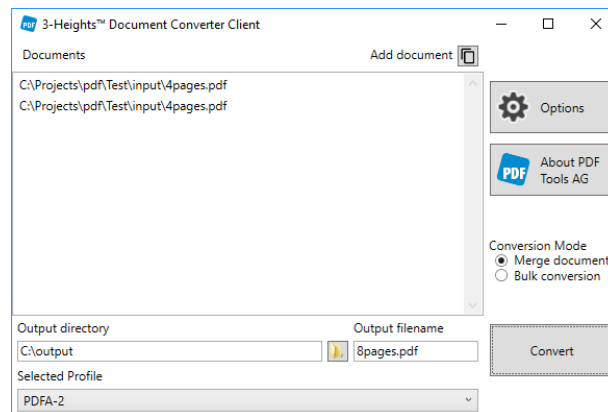 3-Heights™ Document Converter Client
Documents
Add document
C:\Projects\pdf\Test\input\4pages.pdf
C:\Projects\pdf\Test\input\4pages.pdf
Options
PDF
About PDF
Tools AG
Conversion Mode
Merge document
Bulk conversion
Output directory
Output filename
C:\output
8pages.pdf
Convert
Selected Profile
PDFA-2